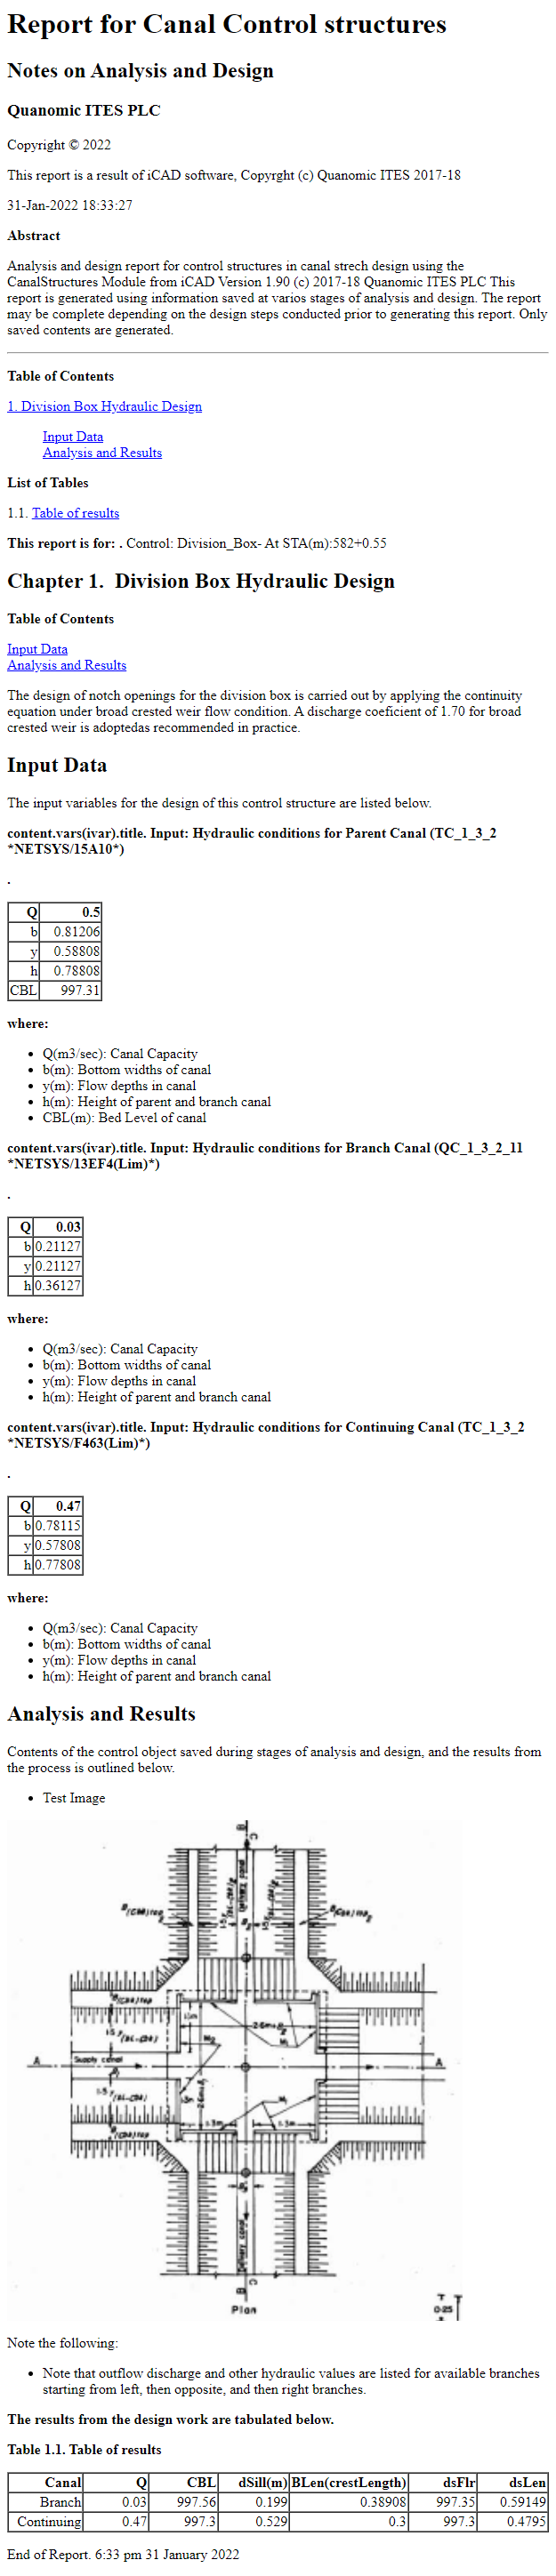 Report for Canal Control structures
Notes on Analysis and Design
Quanomic ITES PLC
Copyright © 2022
This report is a result of iCAD software, Copyrght (c) Quanomic ITES 2017-18
31-Jan-2022 18:33:27
Abstract
Analysis and design report for control structures in canal strech design using the
CanalStructures Module from iCAD Version 1.90 (c) 2017-18 Quanomic ITES PLC This
report is generated using information saved at varios stages of analysis and design. The report
may be complete depending on the design steps conducted prior to generating this report. Only
saved contents are generated.
Table of Contents
1. Division Box Hydraulic Design
Input Data
Analysis and Results
List of Tables
1.1. Table of results
This report is for: . Control: Division_Box- At STA(m):582+0.55
Chapter 1.  Division Box Hydraulic Design
Table of Contents
Input Data
Analysis and Results
The design of notch openings for the division box is carried out by applying the continuity
equation under broad crested weir flow condition. A discharge coeficient of 1.70 for broad
crested weir is adoptedas recommended in practice.
Input Data
The input variables for the design of this control structure are listed below.
content.vars(ivar).title. Input: Hydraulic conditions for Parent Canal (TC_1_3_2
*NETSYS/15A10*)
.
Q 0.5
b 0.81206
y 0.58808
h 0.78808
CBL 997.31
where:
• Q(m3/sec): Canal Capacity
• b(m): Bottom widths of canal
• y(m): Flow depths in canal
• h(m): Height of parent and branch canal
• CBL(m): Bed Level of canal
content.vars(ivar).title. Input: Hydraulic conditions for Branch Canal (QC_1_3_2_11
*NETSYS/13EF4(Lim)*)
.
Q 0.03
b 0.21127
y 0.21127
h 0.36127
where:
• Q(m3/sec): Canal Capacity
• b(m): Bottom widths of canal
• y(m): Flow depths in canal
• h(m): Height of parent and branch canal
content.vars(ivar).title. Input: Hydraulic conditions for Continuing Canal (TC_1_3_2
*NETSYS/F463(Lim)*)
.
Q 0.47
b 0.78115
y 0.57808
h 0.77808
where:
• Q(m3/sec): Canal Capacity
• b(m): Bottom widths of canal
• y(m): Flow depths in canal
• h(m): Height of parent and branch canal
Analysis and Results
Contents of the control object saved during stages of analysis and design, and the results from
the process is outlined below.
• Test Image
B
C
A
Supply canal
A
Delivery canal
C
B
Plan
0.25
Note the following:
• Note that outflow discharge and other hydraulic values are listed for available branches
starting from left, then opposite, and then right branches.
The results from the design work are tabulated below.
Table 1.1. Table of results
Canal Q CBL dSill(m) BLen(crestLength) dsFlr dsLen
Branch 0.03 997.56 0.199 0.38908 997.35 0.59149
Continuing 0.47 997.3 0.529 0.3 997.3 0.4795
End of Report. 6:33 pm 31 January 2022